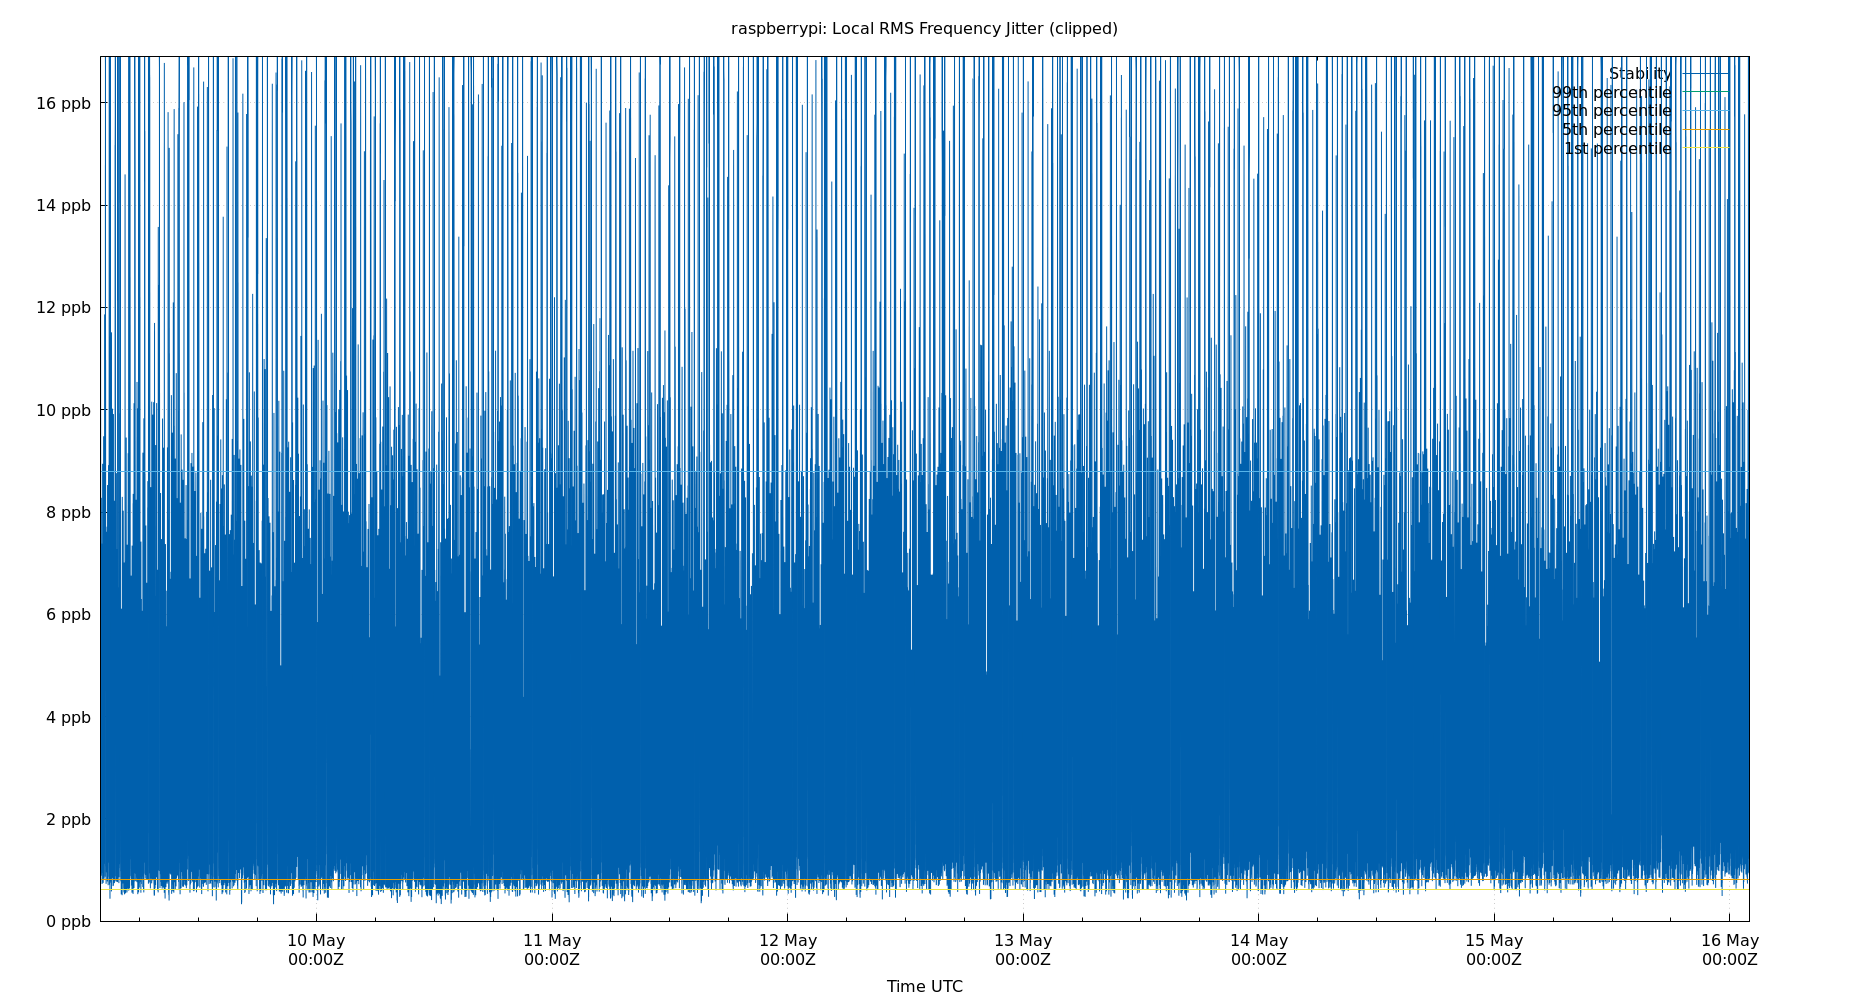 raspberrypi: Local RMS Frequency Jitter (clipped)
Stability
99th percentile
95th percentile
5th percentile
1st percentile
16 ppb
14 ppb
12 ppb
10 ppb
8 ppb
6 ppb
4 ppb
2 ppb
0 ppb
10 May 11 May 12 May 13 May 14 May 15 May 16 May
00:00Z 00:00Z 00:00Z 00:00Z 00:00Z 00:00Z 00:00Z
Time UTC